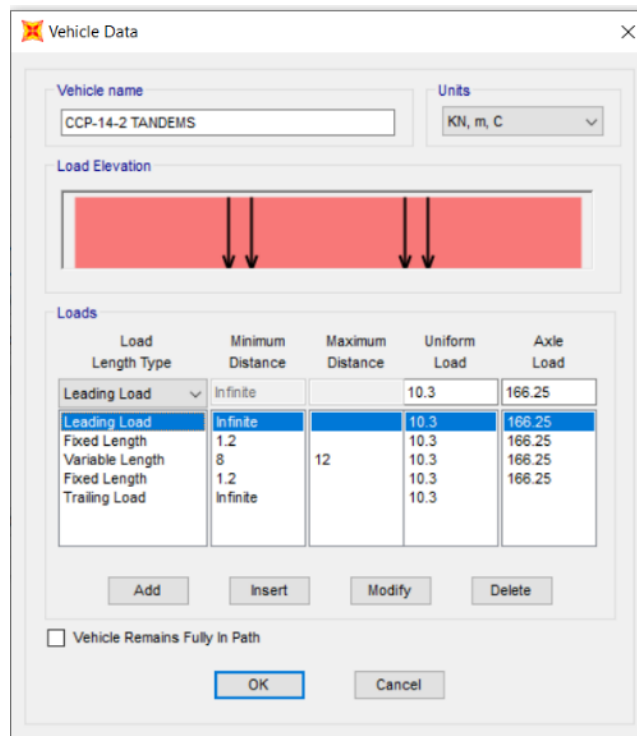 Vehicle Data
Vehicle name
Units
CCP-14-2 TANDEMS
KN, m, C
Load Elevation
Loads
Load Minimum Maximum Uniform Axle
Length Type Distance Distance Load Load
Leading Load Infinite 10.3 166.25
Leading Load Infinite 10.3 166.25
Fixed Length 1.2 10.3 166.25
Variable Length 8 12 10.3 166.25
Fixed Length 1.2 10.3 166.25
Trailing Load Infinite 10.3
Add Insert Modify Delete
Vehicle Remains Fully In Path
OK Cancel